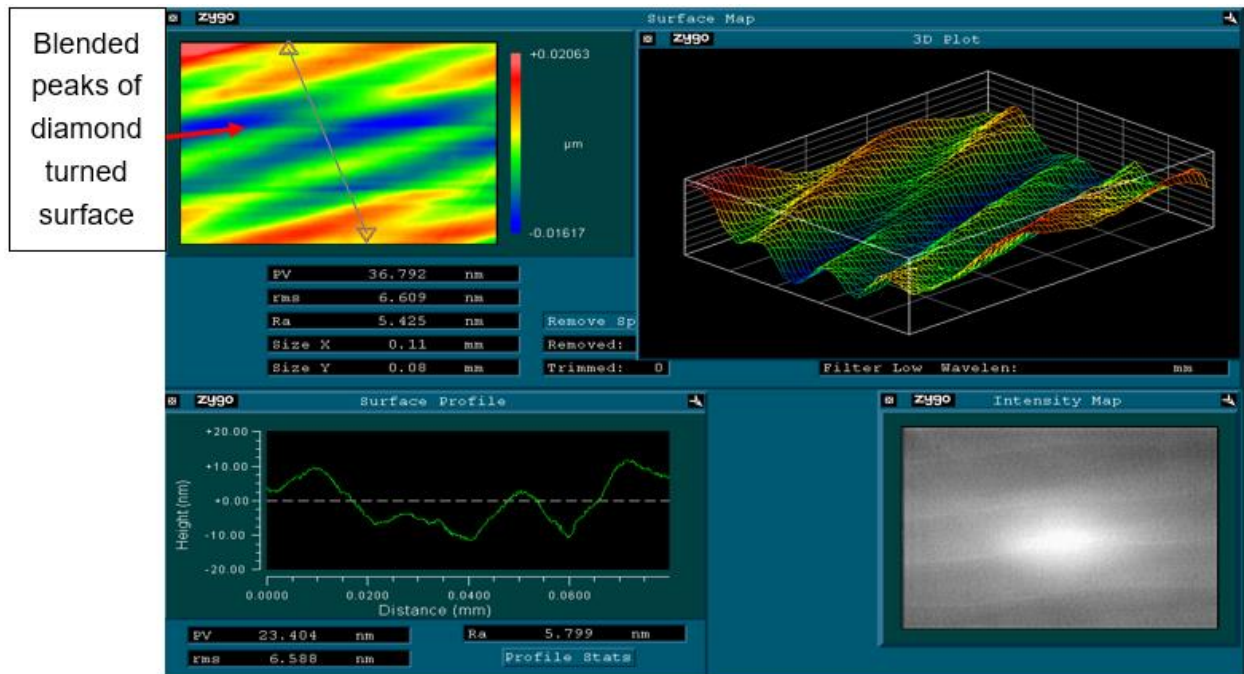 Blended
peaks of
diamond
turned
surface
zygo
Surface Map
+0.02063
µm
-0.01617
zygo
3D Plot
PV 36.792 nm
rms 6.609 nm
Ra 5.425 nm
Size X 0.11 mm
Size Y 0.08 mm
Remove Sp
Removed:
Trimmed: 0
Filter Low Wavelen: mm
zygo
Surface Profile
+20.00
+10.00
+0.00
-10.00
-20.00
Height (nm)
0.0000 0.0200 0.0400 0.0600
Distance (mm)
PV 23.404 nm
rms 6.588 nm
Ra 5.799 nm
Profile Stats
zygo
Intensity Map